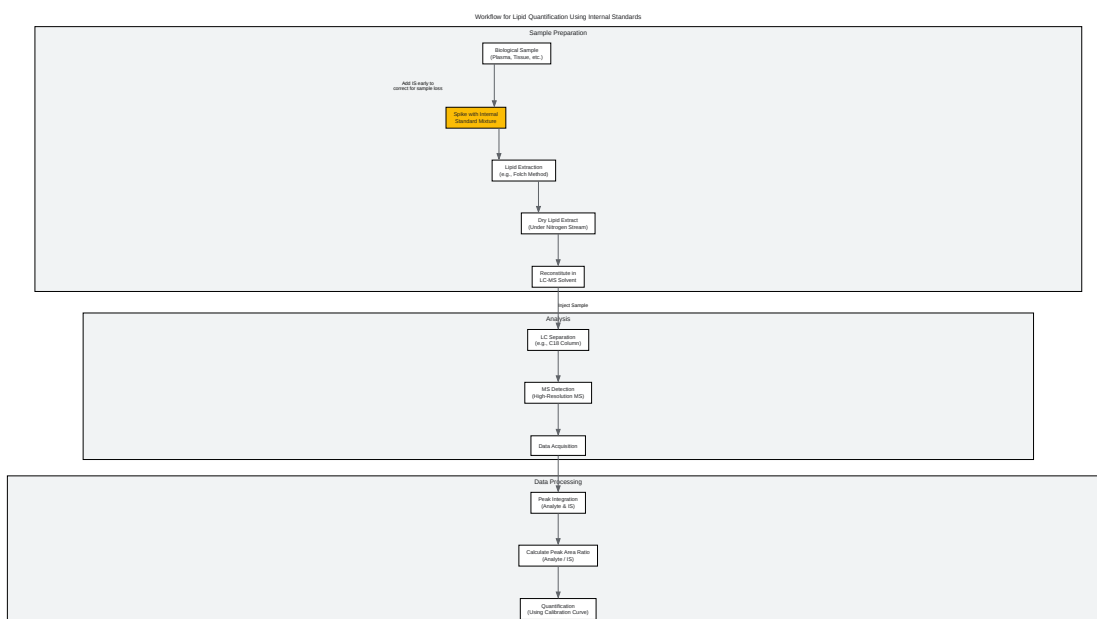 Workflow for Lipid Quantification Using Internal Standards
Sample Preparation
Biological Sample
(Plasma, Tissue, etc.)
Add IS early to
correct for sample loss
Spike with Internal
Standard Mixture
Lipid Extraction
(e.g., Folch Method)
Dry Lipid Extract
(Under Nitrogen Stream)
Reconstitute in
LC-MS Solvent
Inject Sample
Analysis
LC Separation
(e.g., C18 Column)
MS Detection
(High-Resolution MS)
Data Acquisition
Data Processing
Peak Integration
(Analyte & IS)
Calculate Peak Area Ratio
(Analyte / IS)
Quantification
(Using Calibration Curve)